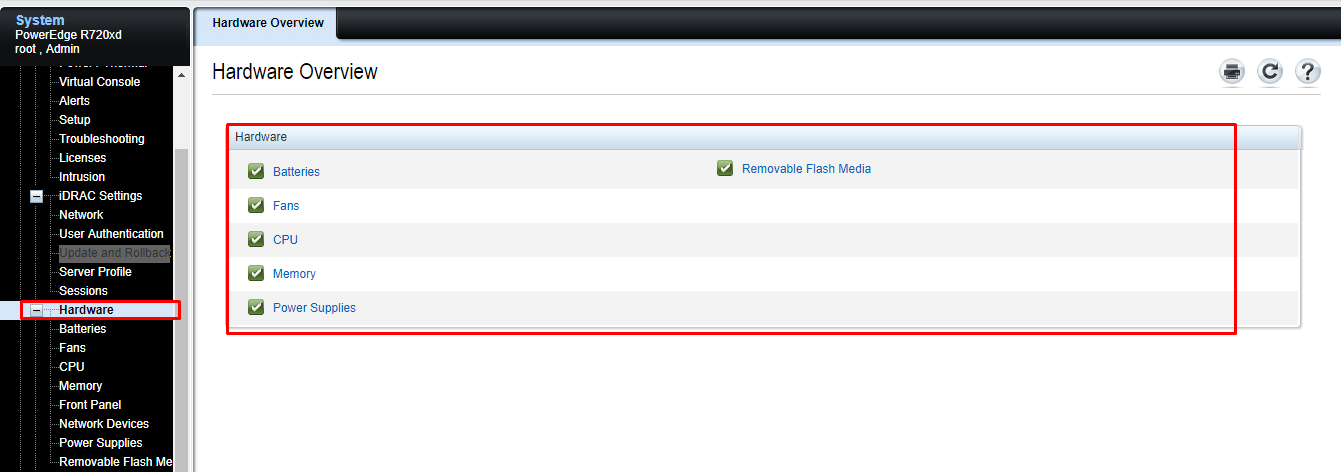 System
PowerEdge R720xd
root , Admin
Virtual Console
Alerts
Setup
Troubleshooting
Licenses
Intrusion
iDRAC Settings
Network
User Authentication
Update and Rollback
Server Profile
Sessions
Hardware
Batteries
Fans
CPU
Memory
Front Panel
Network Devices
Power Supplies
Removable Flash Me
Hardware Overview
Hardware Overview
Hardware
Batteries
Removable Flash Media
Fans
CPU
Memory
Power Supplies